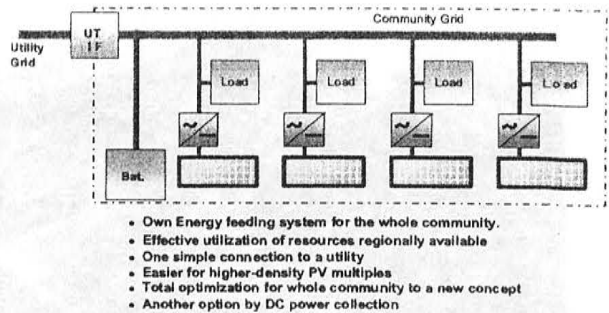 Community Grid
UT
I F
Utility
Grid
Load
Load
Load
Load
Bat.
• Own Energy feeding system for the whole community.
• Effective utilization of resources regionally available
• One simple connection to a utility
• Easier for higher-density PV multiples
• Total optimization for whole community to a new concept
• Another option by DC power collection